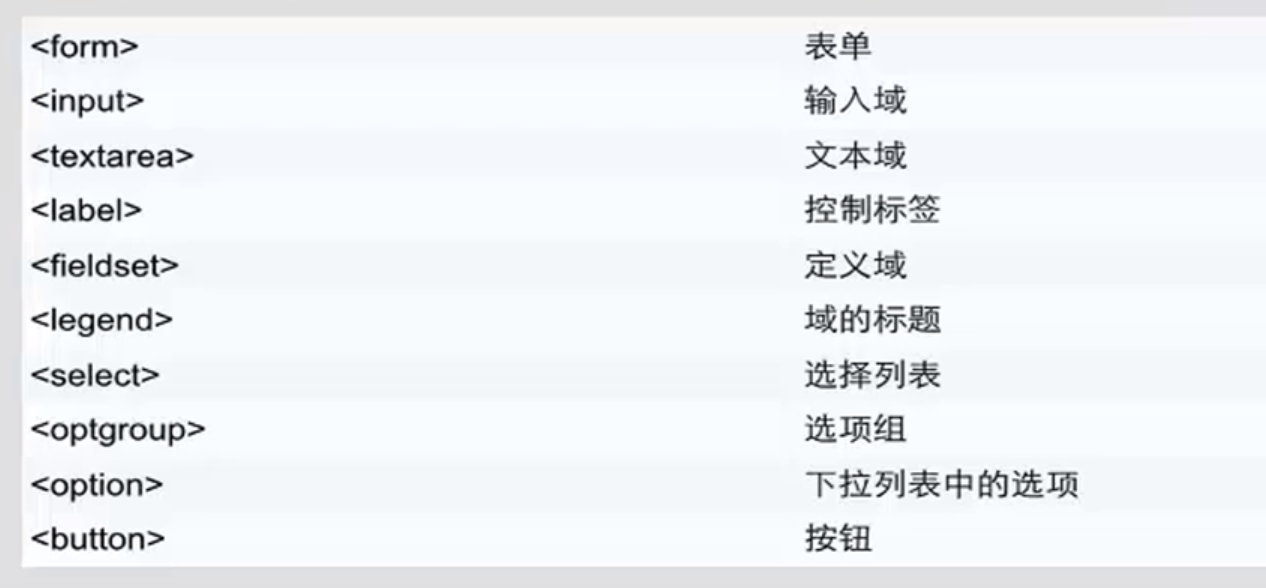 <form> 表单
<input> 输入域
<textarea> 文本域
<label> 控制标签
<fieldset> 定义域
<legend> 域的标题
<select> 选择列表
<optgroup> 选项组
<option> 下拉列表中的选项
<button> 按钮